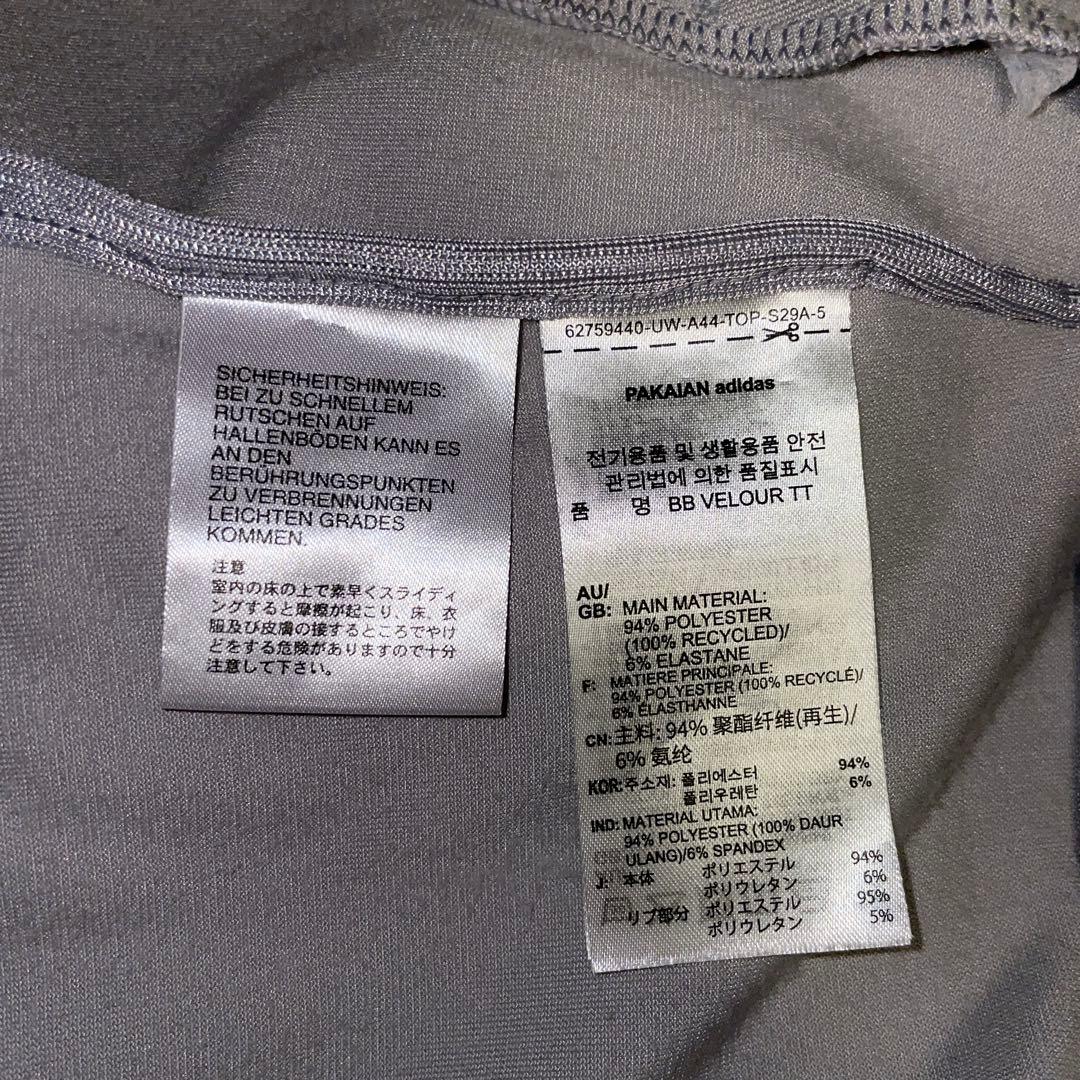 SICHERHEITSHINWEIS:
BEI ZU SCHNELLEM
RUTSCHEN AUF
HALLENBÖDEN KANN ES
AN DEN
BERÜHRUNGSPUNKTEN
ZU VERBRENNUNGEN
LEICHTEN GRADES
KOMMEN.
注意
室内の床の上で素早くスライディ
ングすると摩擦が起こり、床、衣
服及び皮膚の接するところでやけ
どをする危険がありますので十分
注意して下さい。
62759440-UW-A44-TOP-S29A-5
PAKAIAN adidas
전기용품 및 생활용품 안전
관리법에 의한 품질표시
품 명 BB VELOUR TT
AU/
GB: MAIN MATERIAL:
94% POLYESTER
(100% RECYCLED)/
6% ELASTANE
F: MATIERE PRINCIPALE:
94% POLYESTER (100% RECYCLÉ)/
6% ÉLASTHANNE
CN: 主料: 94% 聚酯纤维(再生)/
6% 氨纶
KOR: 주소재: 폴리에스터 94%
폴리우레탄 6%
IND: MATERIAL UTAMA:
94% POLYESTER (100% DAUR
ULANG)/6% SPANDEX
J: 本体 ポリエステル 94%
ポリウレタン 6%
リブ部分 ポリエステル 95%
ポリウレタン 5%